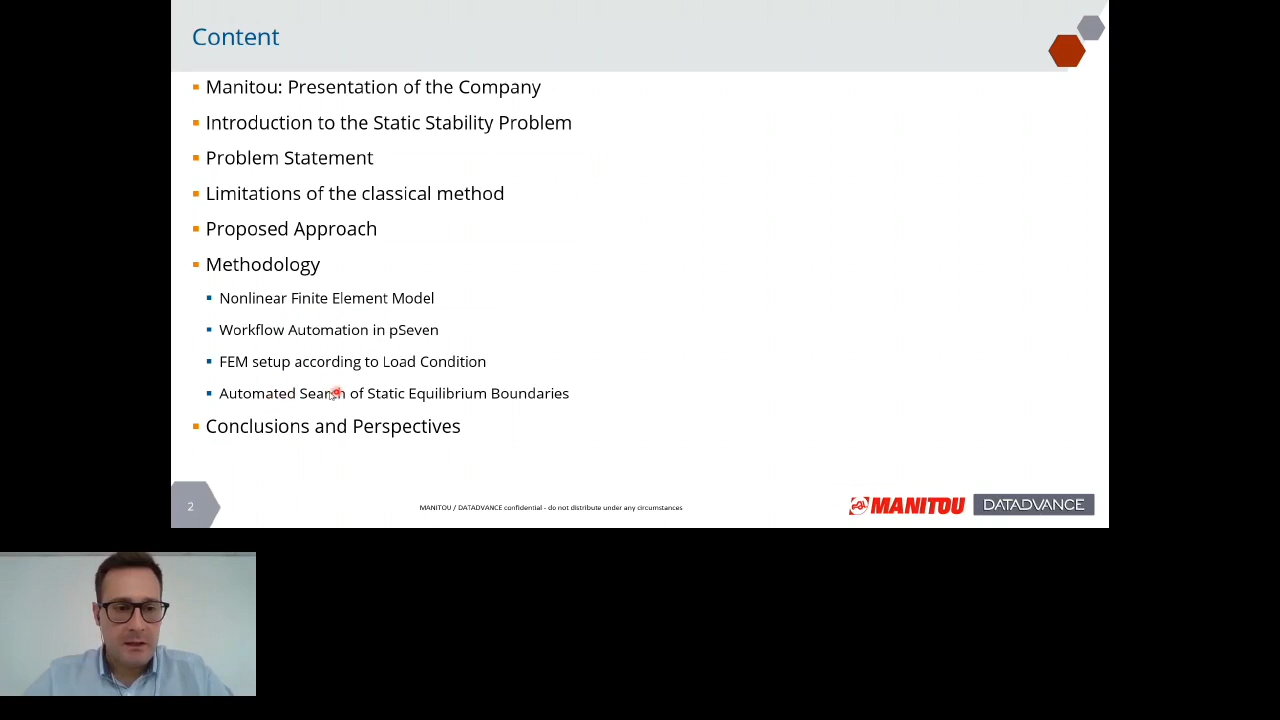 Content
Manitou: Presentation of the Company
Introduction to the Static Stability Problem
Problem Statement
Limitations of the classical method
Proposed Approach
Methodology
Nonlinear Finite Element Model
Workflow Automation in pSeven
FEM setup according to Load Condition
Automated Search of Static Equilibrium Boundaries
Conclusions and Perspectives
2
MANITOU / DATADVANCE confidential - do not distribute under any circumstances
MANITOU
DATADVANCE